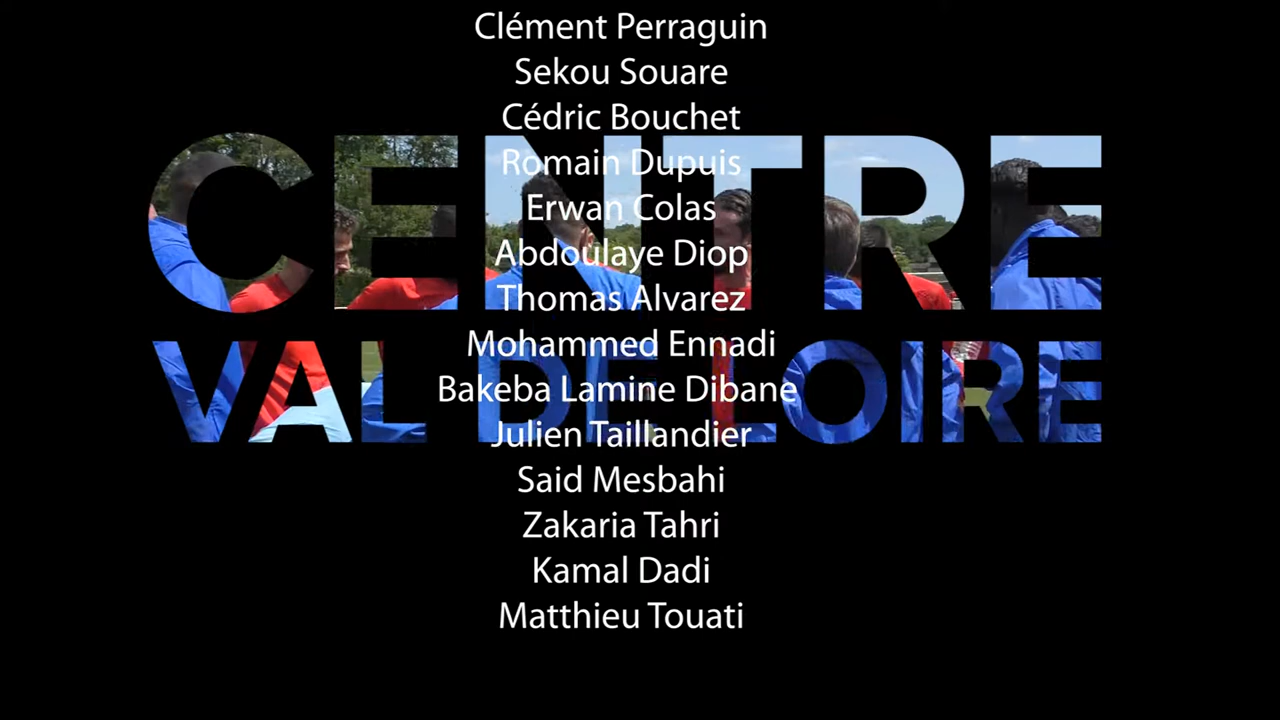 Clément Perraguin
Sekou Souare
Cédric Bouchet
Romain Dupuis
Erwan Colas
Abdoulaye Diop
Thomas Alvarez
Mohammed Ennadi
Bakeba Lamine Dibane
Julien Taillandier
Said Mesbahi
Zakaria Tahri
Kamal Dadi
Matthieu Touati
CENTRE
VAL DE LOIRE